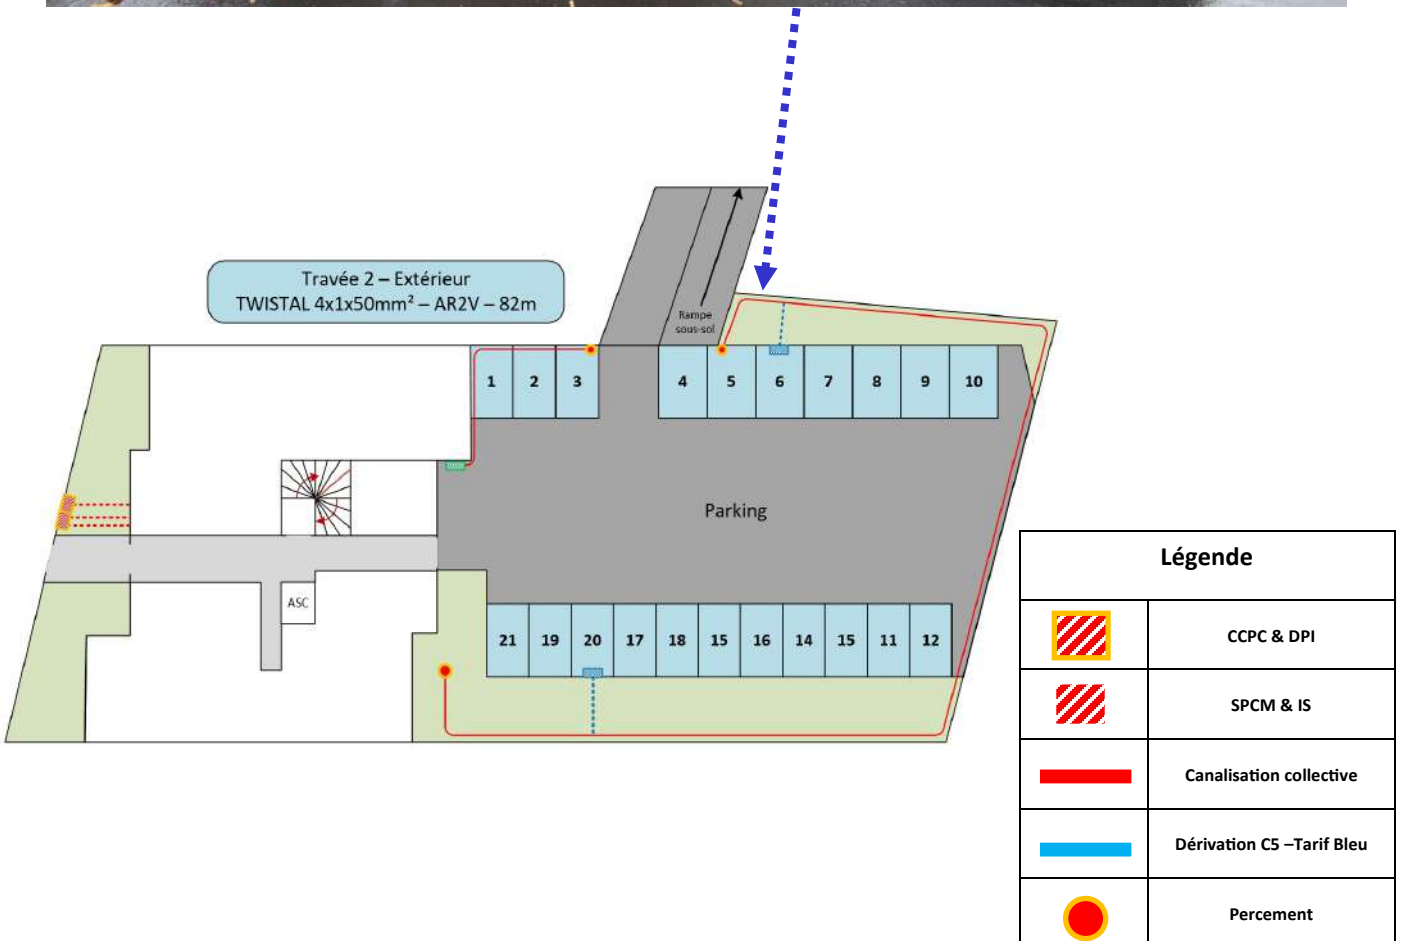 Travée 2 – Extérieur
TWISTAL 4x1x50mm² – AR2V – 82m
Rampe
sous-sol
1 2 3 4 5 6 7 8 9 10
Parking
ASC
21 19 20 17 18 15 16 14 15 11 12
Légende
CCPC & DPI
SPCM & IS
Canalisation collective
Dérivation C5 –Tarif Bleu
Percement